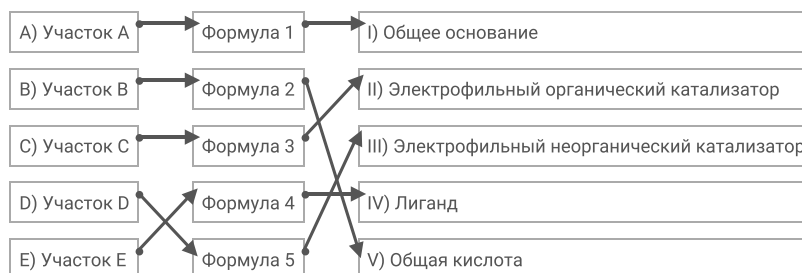 A) Участок A Формула 1 I) Общее основание
B) Участок B Формула 2 II) Электрофильный органический катализатор
C) Участок C Формула 3 III) Электрофильный неорганический катализатор
D) Участок D Формула 4 IV) Лиганд
E) Участок E Формула 5 V) Общая кислота